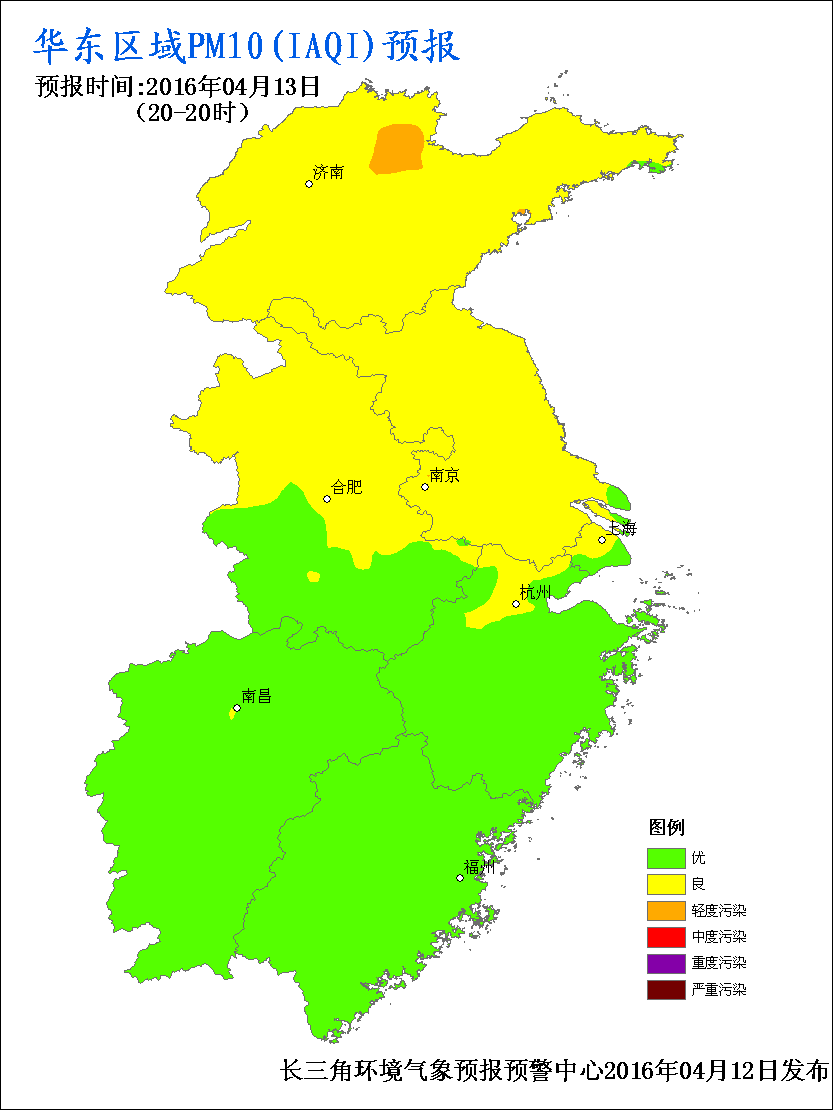 华东区域PM10(IAQI)预报
预报时间:2016年04月13日
（20-20时）
济南
南京
合肥
上海
杭州
南昌
福州
图例
优
良
轻度污染
中度污染
重度污染
严重污染
长三角环境气象预报预警中心2016年04月12日发布